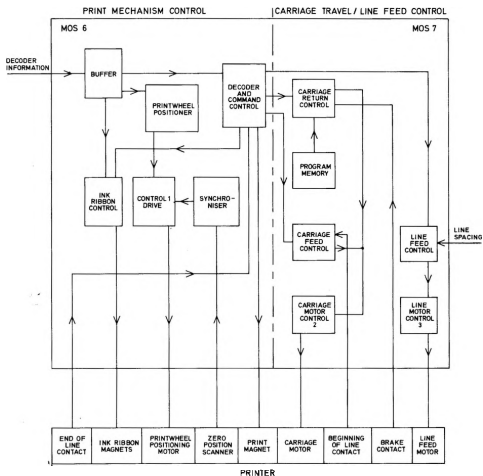 PRINT MECHANISM CONTROL
CARRIAGE TRAVEL / LINE FEED CONTROL
MOS 6
MOS 7
DECODER
INFORMATION
BUFFER
PRINTWHEEL
POSITIONER
DECODER
AND
COMMAND
CONTROL
CARRIAGE
RETURN
CONTROL
PROGRAM
MEMORY
INK
RIBBON
CONTROL
CONTROL 1
DRIVE
SYNCHRO-
NISER
CARRIAGE
FEED
CONTROL
LINE
FEED
CONTROL
LINE
SPACING
CARRIAGE
MOTOR
CONTROL
2
LINE
MOTOR
CONTROL
3
END OF
LINE
CONTACT
INK RIBBON
MAGNETS
PRINTWHEEL
POSITIONING
MOTOR
ZERO
POSITION
SCANNER
PRINT
MAGNET
CARRIAGE
MOTOR
BEGINNING
OF LINE
CONTACT
BRAKE
CONTACT
LINE
FEED
MOTOR
PRINTER